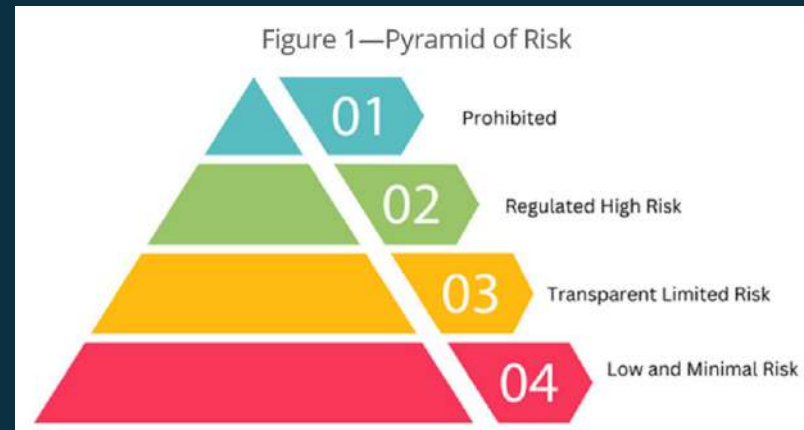 Figure 1—Pyramid of Risk
01 Prohibited
02 Regulated High Risk
03 Transparent Limited Risk
04 Low and Minimal Risk